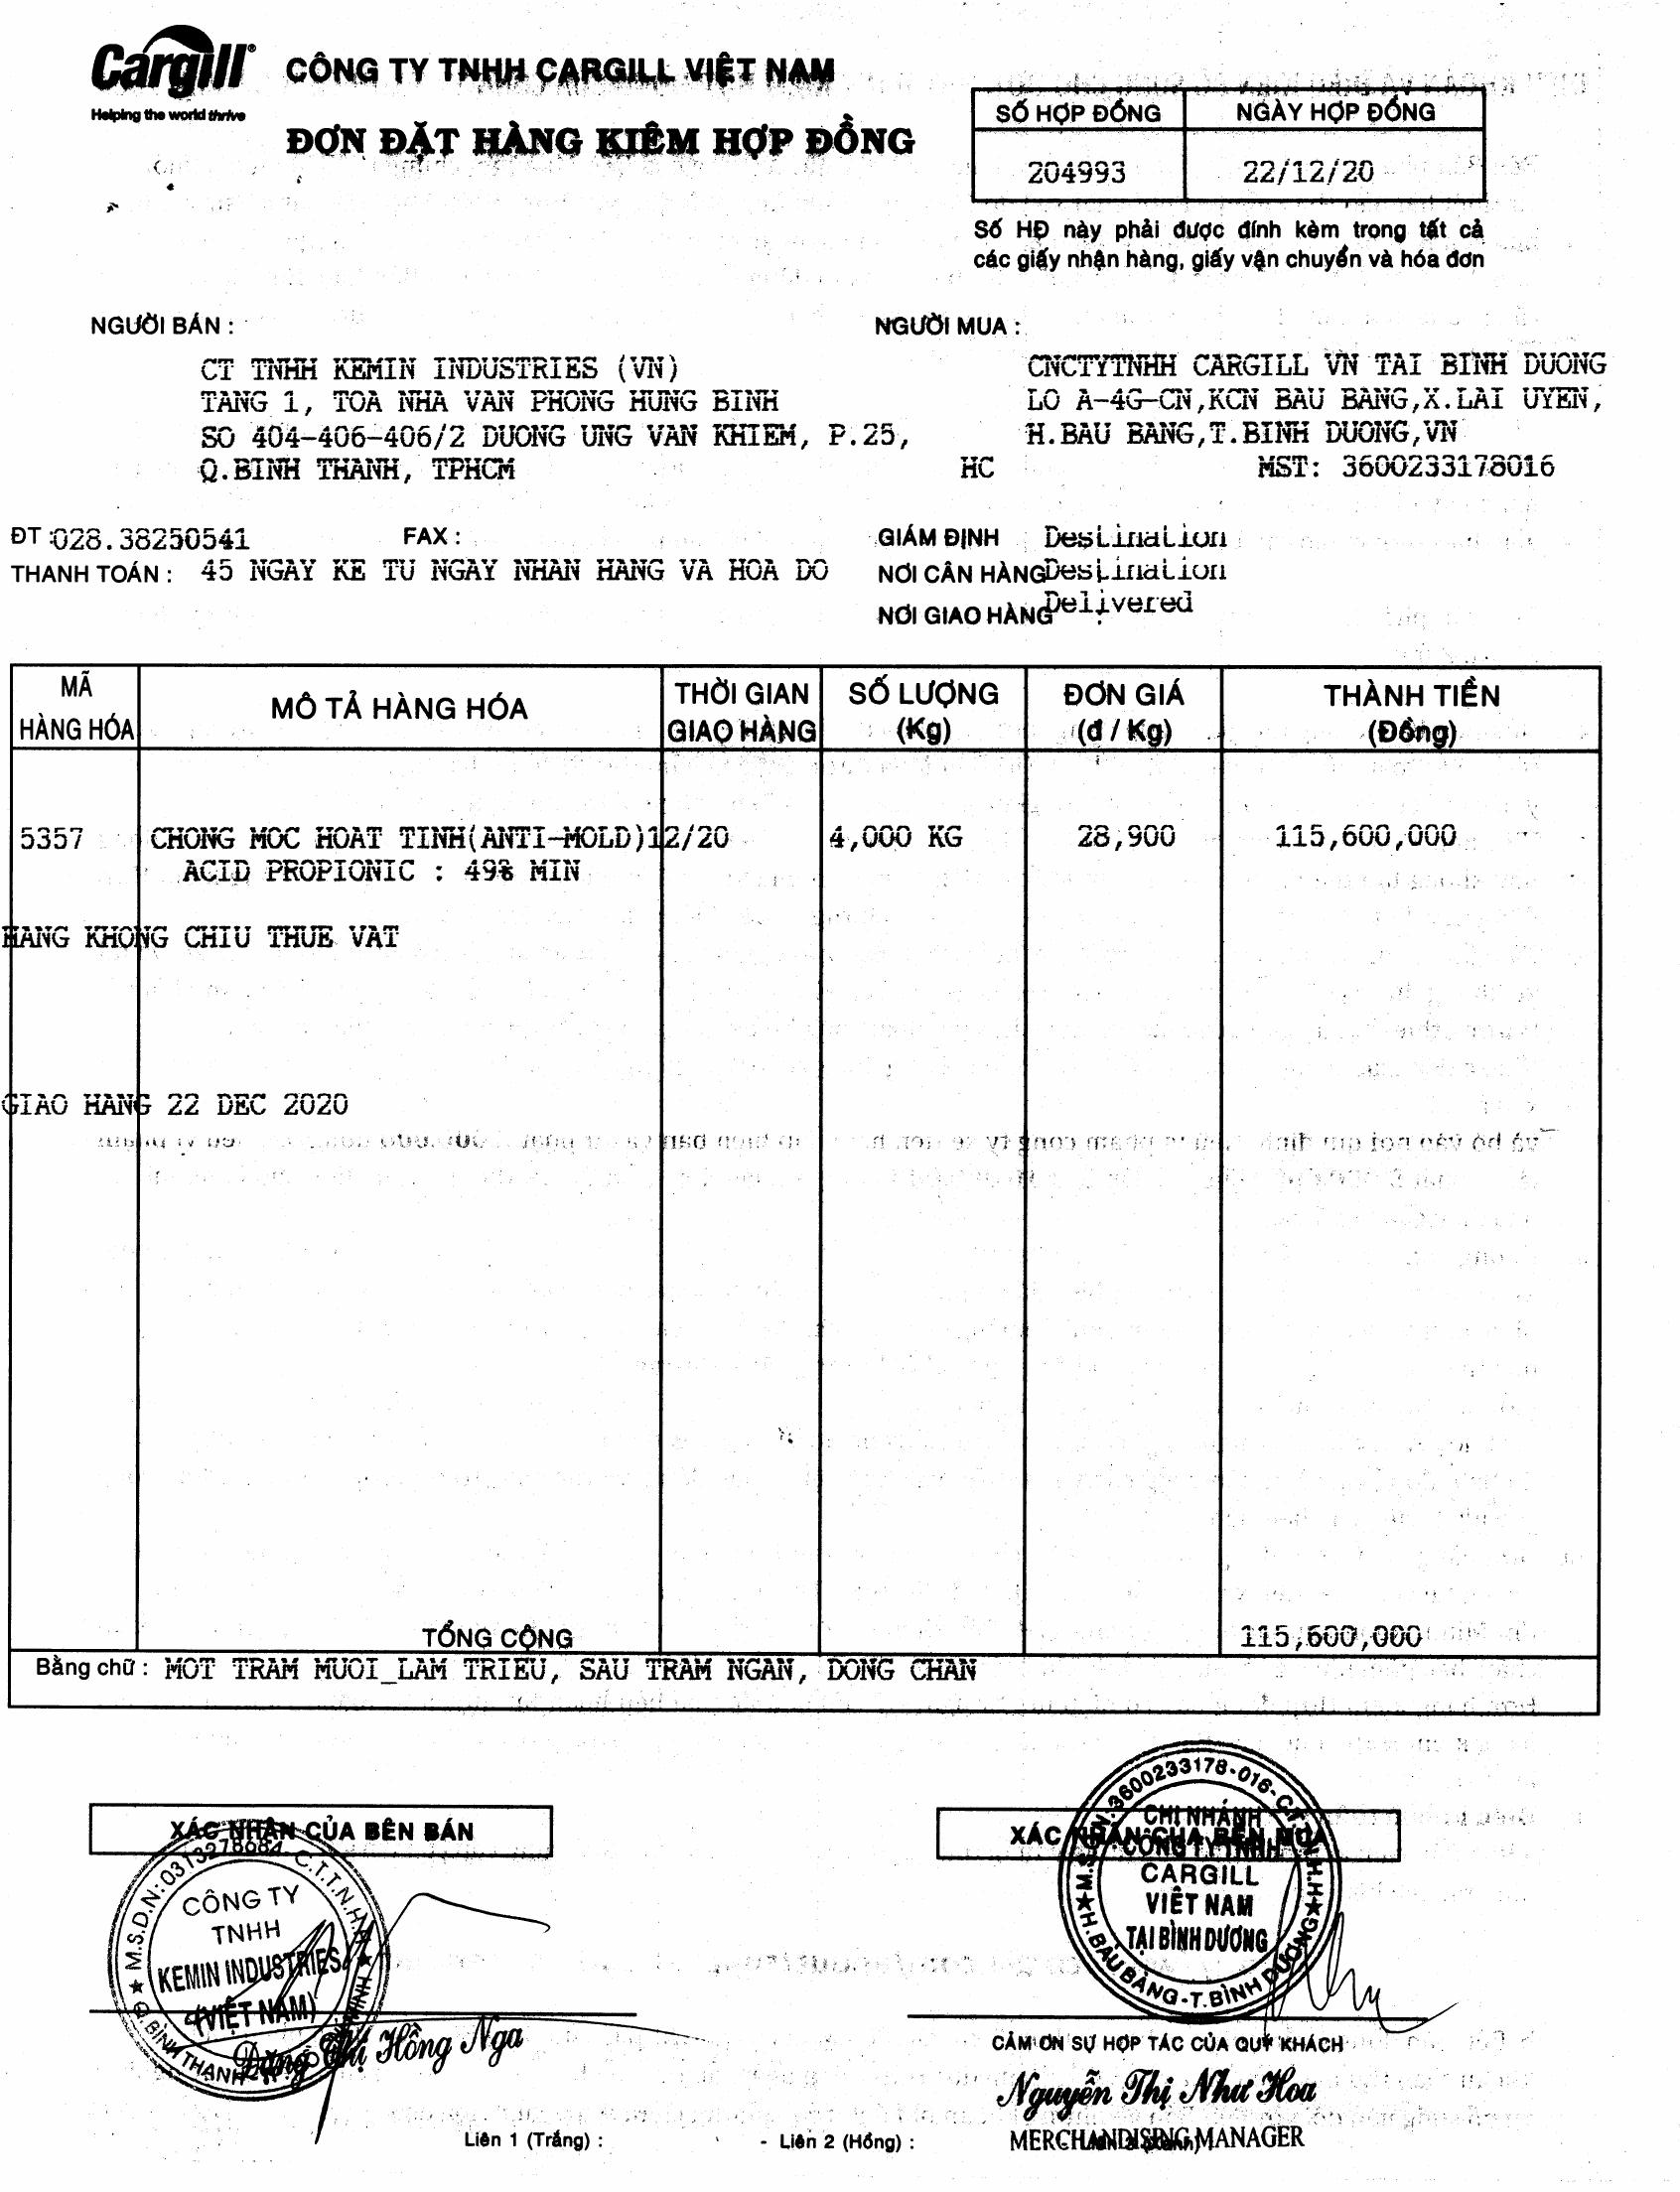 Cargill®
Helping the world thrive
CÔNG TY TNHH CARGILL VIỆT NAM
ĐƠN ĐẶT HÀNG KIÊM HỢP ĐỒNG
SỐ HỢP ĐỒNG NGÀY HỢP ĐỒNG
204993 22/12/20
Số HĐ này phải được đính kèm trong tất cả
các giấy nhận hàng, giấy vận chuyển và hóa đơn
NGƯỜI BÁN : NGƯỜI MUA :
CT TNHH KEMIN INDUSTRIES (VN) CNCTYTNHH CARGILL VN TAI BINH DUONG
TANG 1, TOA NHA VAN PHONG HUNG BINH LO A-4G-CN,KCN BAU BANG,X.LAI UYEN,
SO 404-406-406/2 DUONG UNG VAN KHIEM, P.25, H.BAU BANG,T.BINH DUONG,VN
Q.BINH THANH, TPHCM HC MST: 3600233178016
ĐT :028.38250541 FAX : GIÁM ĐỊNH Destination
THANH TOÁN : 45 NGAY KE TU NGAY NHAN HANG VA HOA DO NƠI CÂN HÀNG Destination
NƠI GIAO HÀNG : Delivered
MÃ HÀNG HÓA MÔ TẢ HÀNG HÓA THỜI GIAN GIAO HÀNG SỐ LƯỢNG (Kg) ĐƠN GIÁ (đ / Kg) THÀNH TIỀN (Đồng)
5357 CHONG MOC HOAT TINH(ANTI-MOLD)12/20 4,000 KG 28,900 115,600,000
ACID PROPIONIC : 49% MIN
HANG KHONG CHIU THUE VAT
GIAO HANG 22 DEC 2020
TỔNG CỘNG 115,600,000
Bằng chữ : MOT TRAM MUOI_LAM TRIEU, SAU TRAM NGAN, DONG CHAN
XÁC NHẬN CỦA BÊN BÁN XÁC NHẬN CỦA BÊN MUA
M.S.D.N: 0313278084 C.T.T.N.H.H
CÔNG TY
TNHH
KEMIN INDUSTRIES
(VIỆT NAM)
Q. BÌNH THẠNH
Đặng Thị Hồng Nga
M.S.D.N: 3600233178-016-C.T.T.N.H.H
CHI NHÁNH
CÔNG TY TNHH
CARGILL
VIỆT NAM
TẠI BÌNH DƯƠNG
H.BÀU BÀNG-T.BÌNH DƯƠNG
CẢM ƠN SỰ HỢP TÁC CỦA QUÝ KHÁCH
Nguyễn Thị Như Hoa
MERCHANDISING MANAGER
Liên 1 (Trắng) : - Liên 2 (Hồng) :